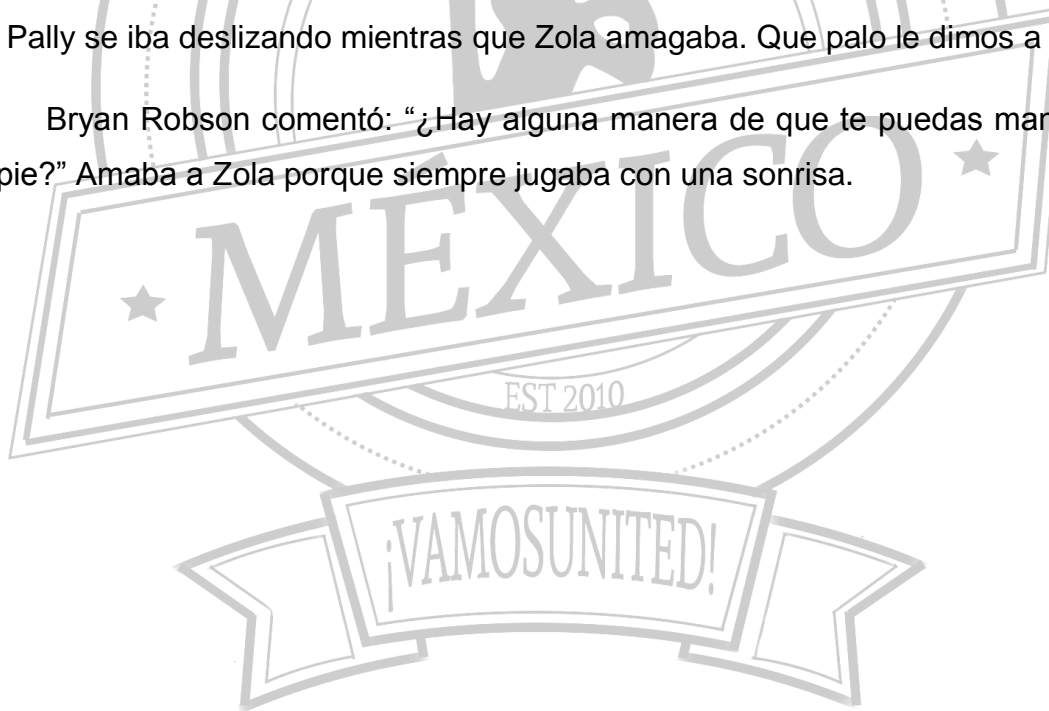 Pally se iba deslizando mientras que Zola amagaba. Que palo le dimos a
Bryan Robson comentó: “¿Hay alguna manera de que te puedas
pie?” Amaba a Zola porque siempre jugaba con una sonrisa.
MÉXICO
EST 2010
¡VAMOSUNITED!